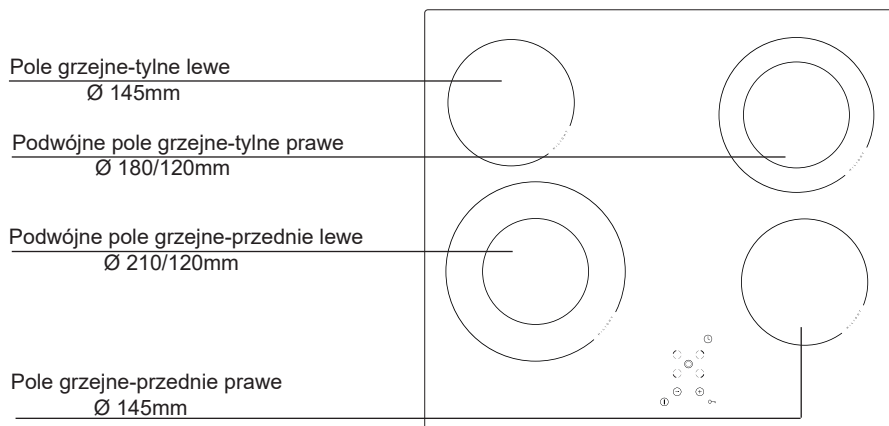 Pole grzejne-tylne lewe
Ø 145mm
Podwójne pole grzejne-tylne prawe
Ø 180/120mm
Podwójne pole grzejne-przednie lewe
Ø 210/120mm
Pole grzejne-przednie prawe
Ø 145mm